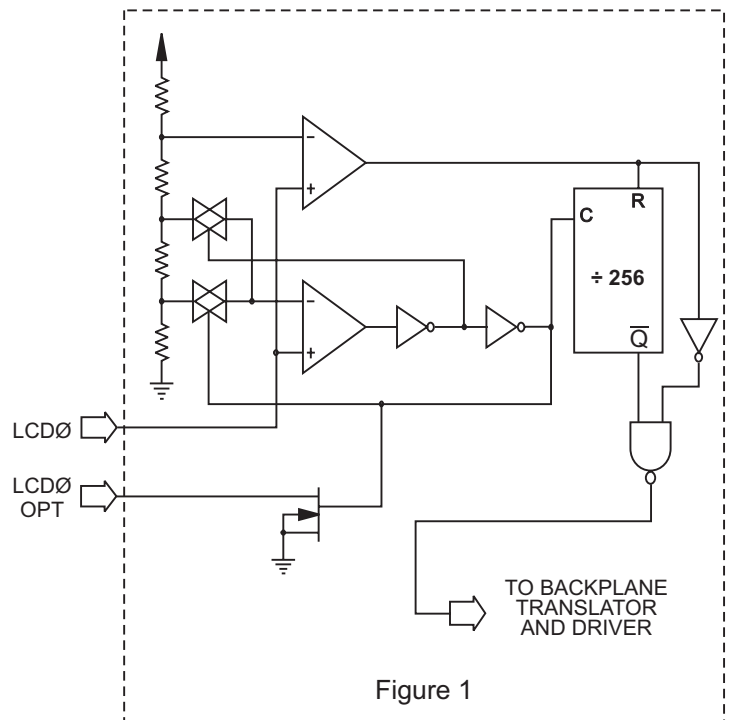 −
+
R
C
÷ 256
−
+
Q̅
LCDØ
LCDØ
OPT
TO BACKPLANE
TRANSLATOR
AND DRIVER
Figure 1